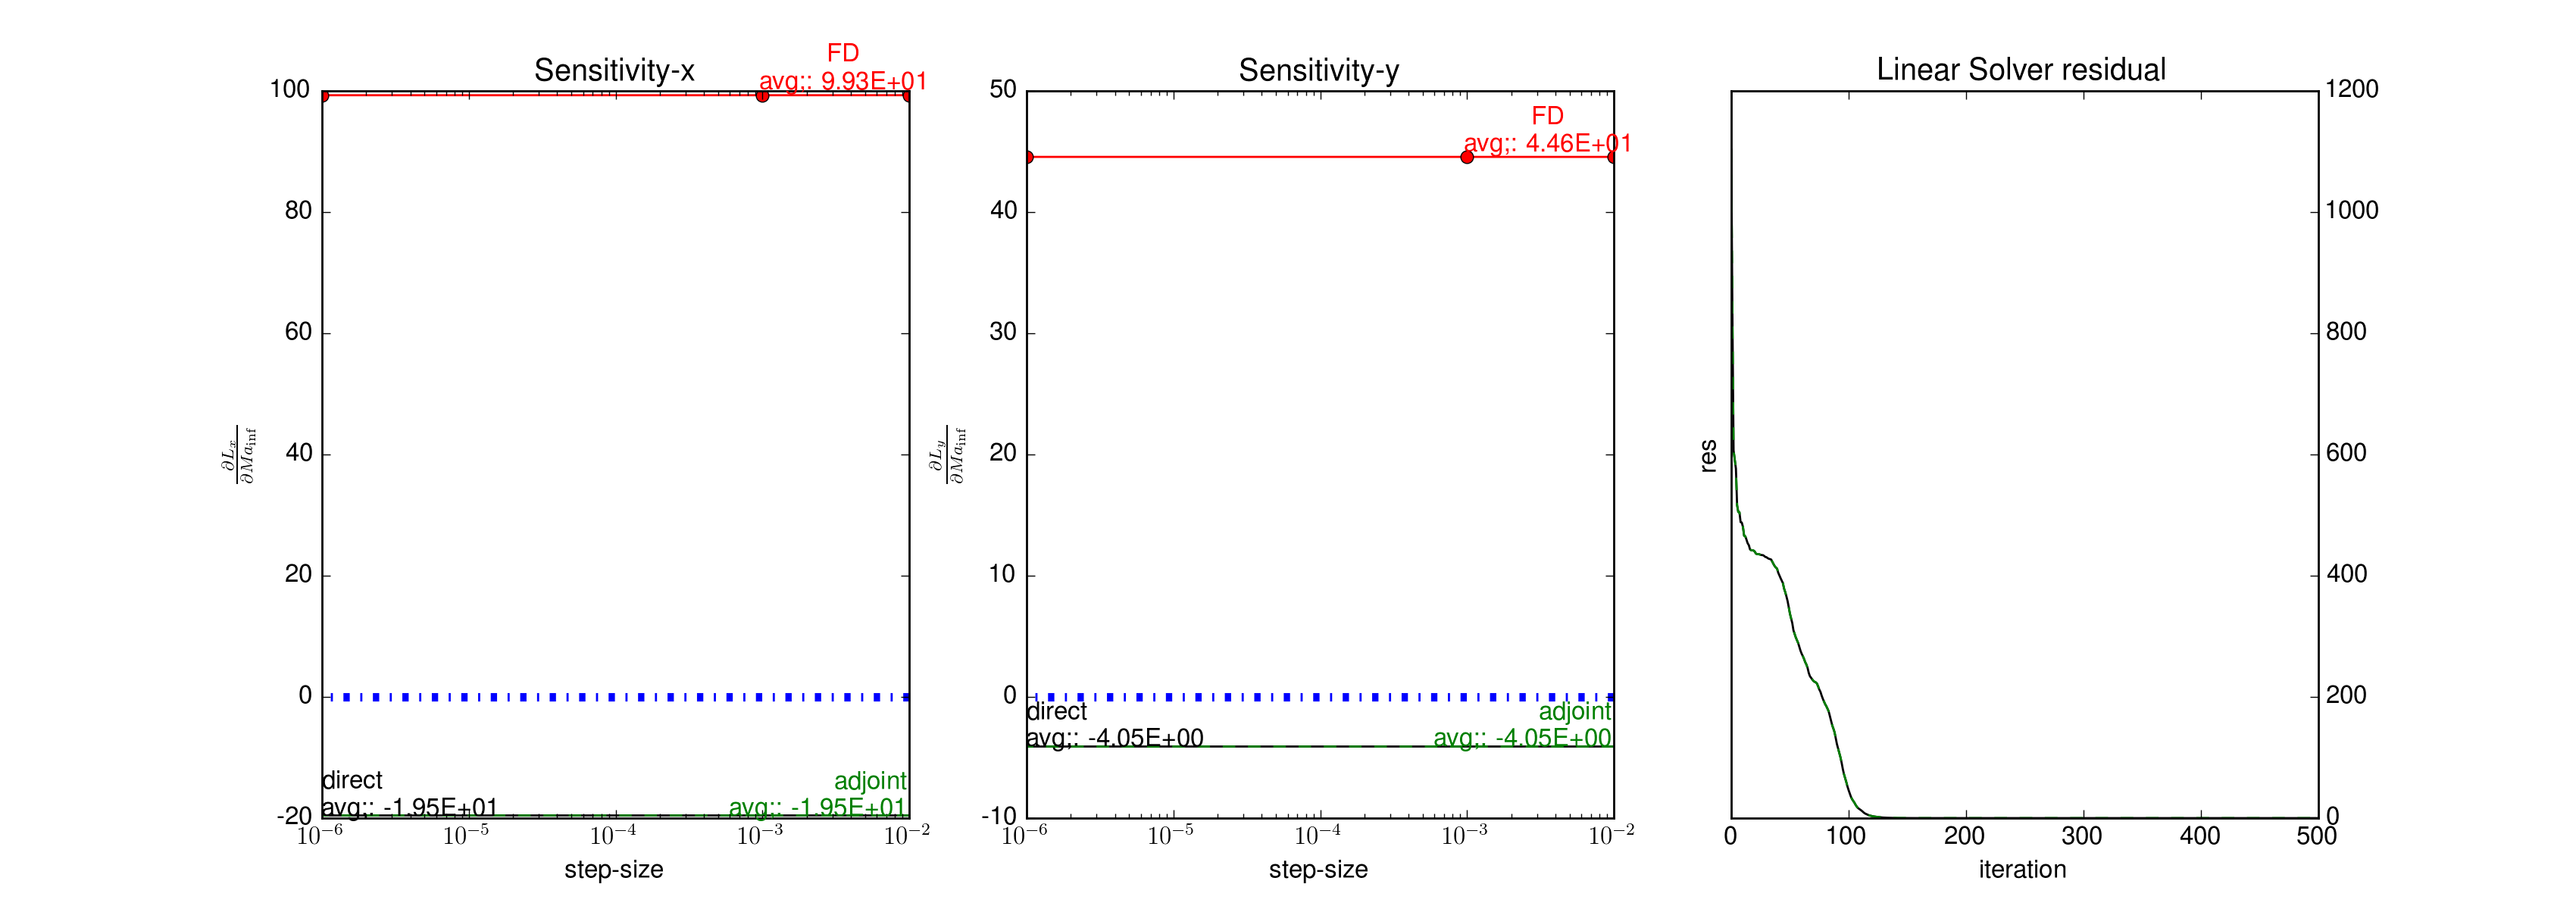 Sensitivity-x
FD
avg;: 9.93E+01
100
80
60
40
20
0
-20
∂L_x/∂Ma_inf
direct
avg;: -1.95E+01
adjoint
avg;: -1.95E+01
10^−6 10^−5 10^−4 10^−3 10^−2
step-size
Sensitivity-y
FD
avg;: 4.46E+01
50
40
30
20
10
0
-10
∂L_y/∂Ma_inf
direct
avg;: -4.05E+00
adjoint
avg;: -4.05E+00
10^−6 10^−5 10^−4 10^−3 10^−2
step-size
Linear Solver residual
res
1200
1000
800
600
400
200
0
0 100 200 300 400 500
iteration